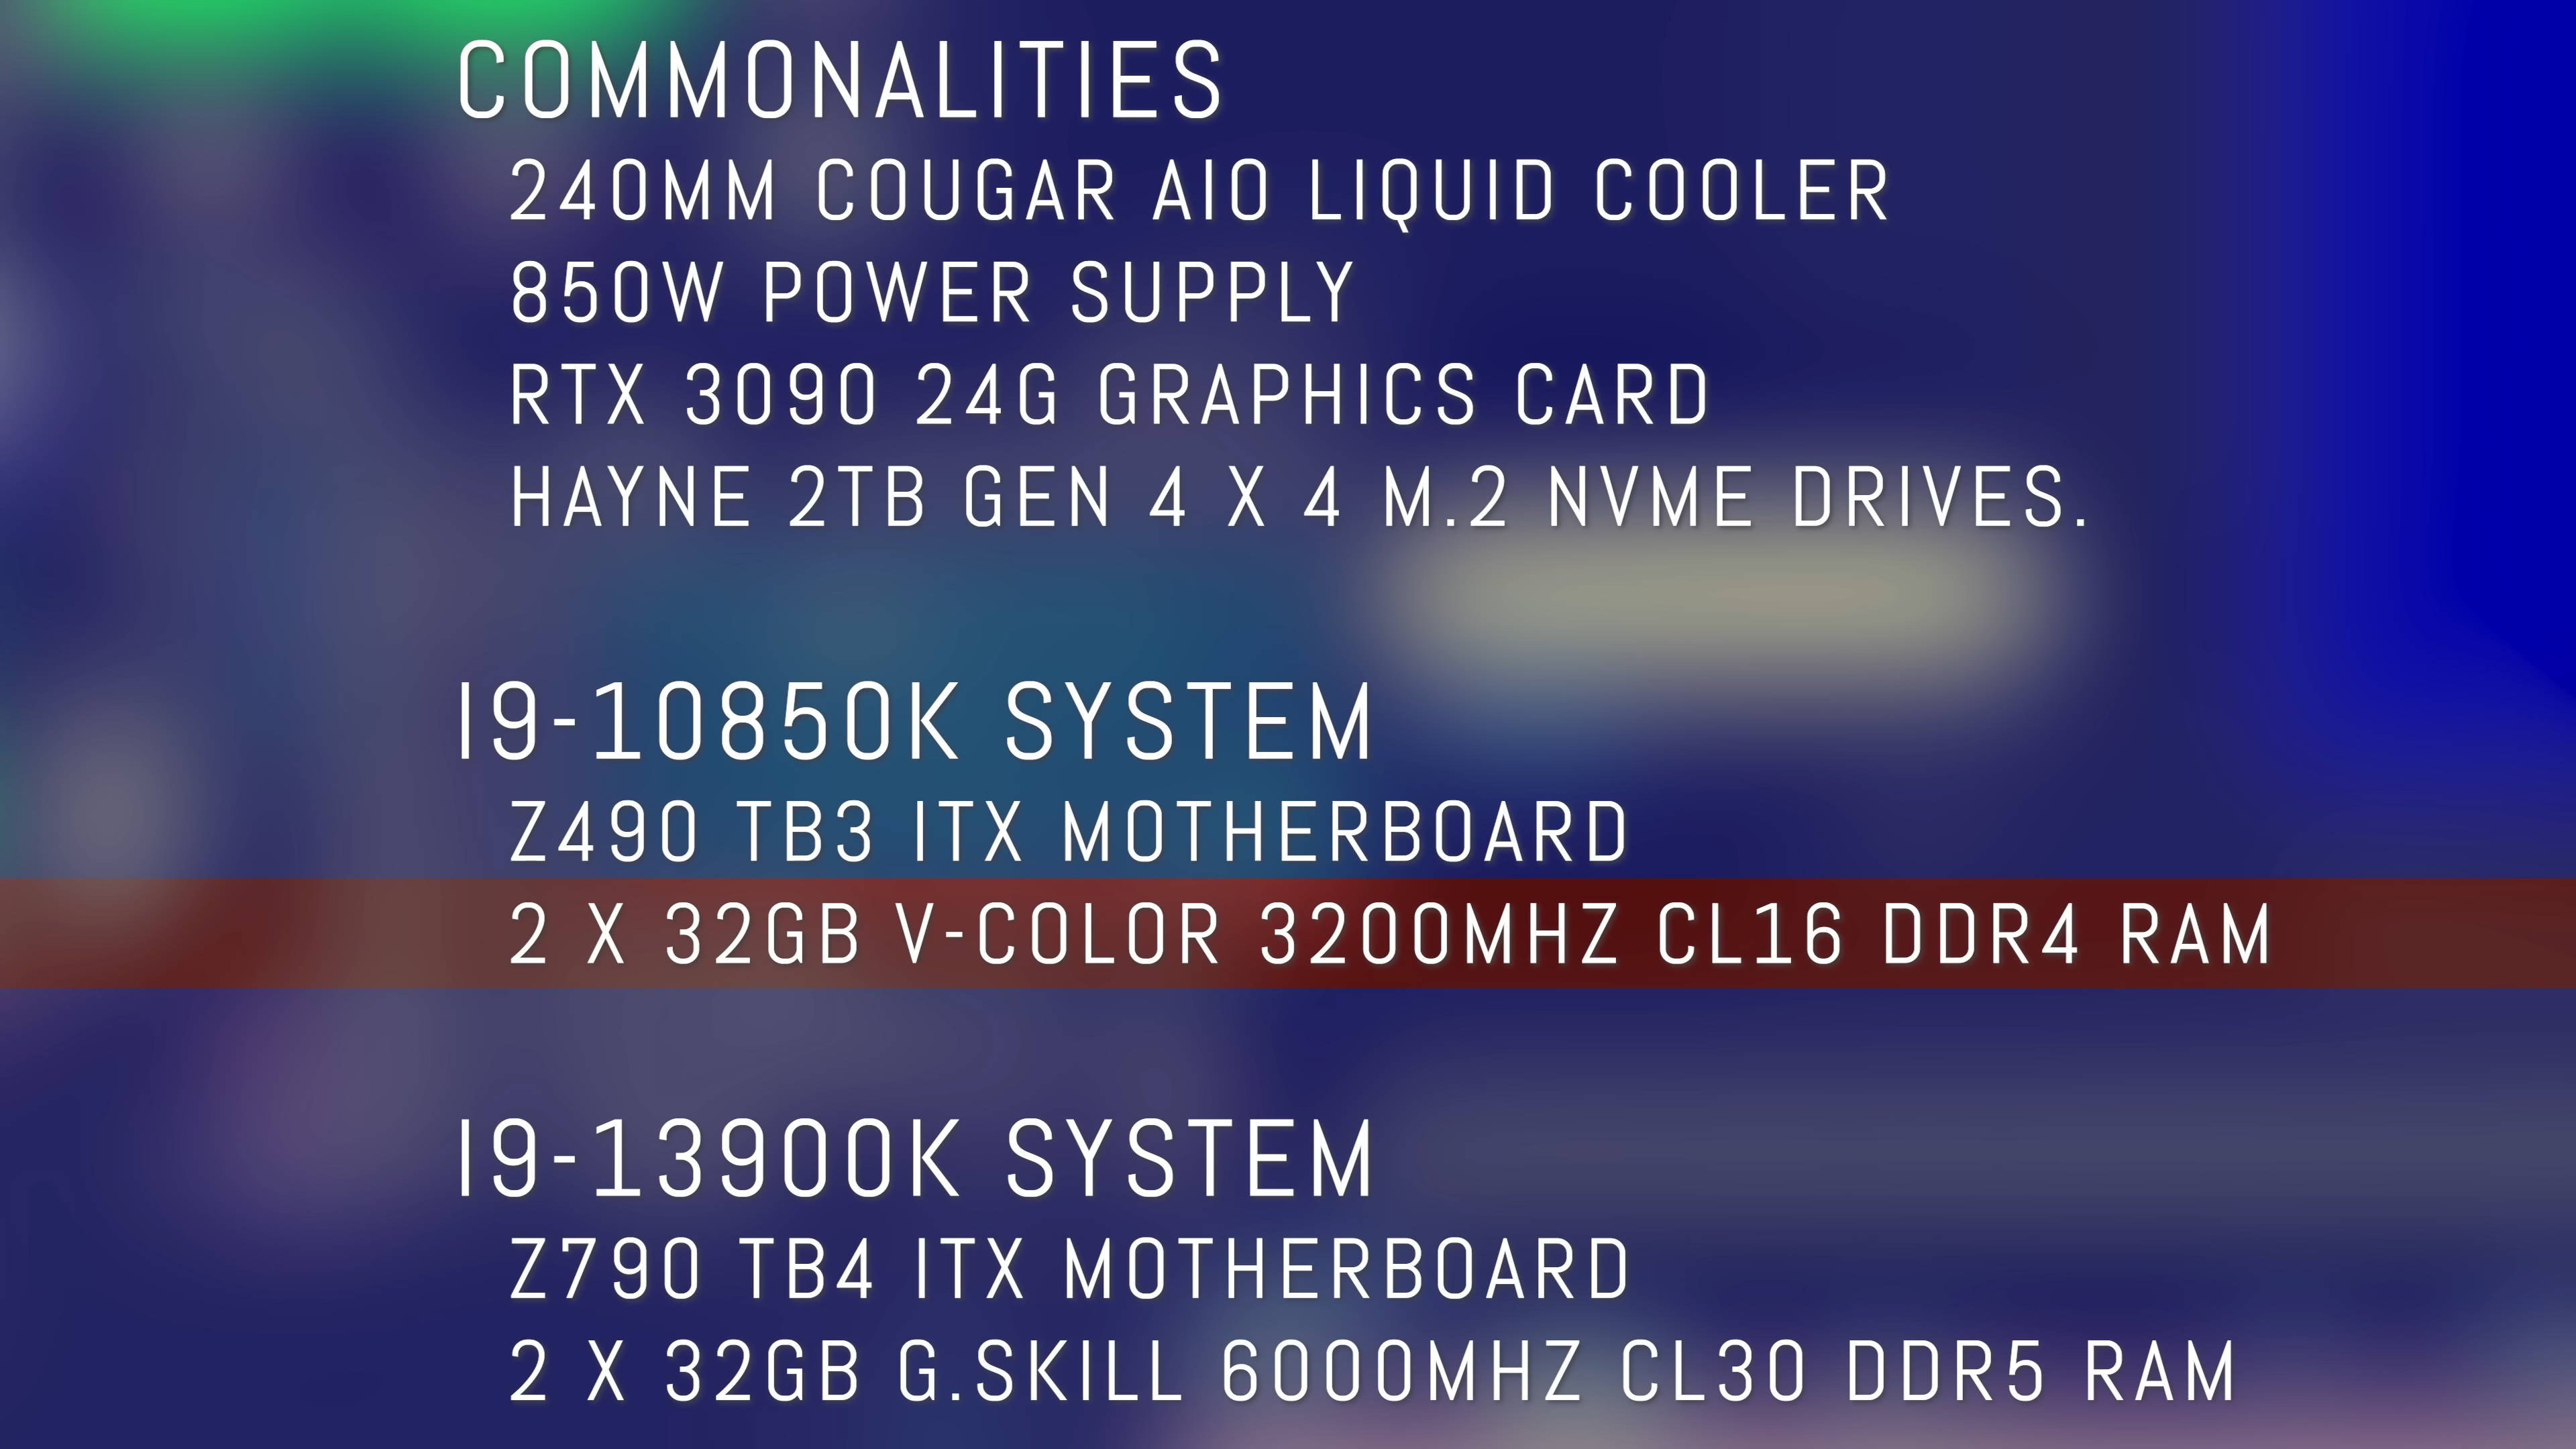 COMMONALITIES
240MM COUGAR AIO LIQUID COOLER
850W POWER SUPPLY
RTX 3090 24G GRAPHICS CARD
HAYNE 2TB GEN 4 X 4 M.2 NVME DRIVES.
I9-10850K SYSTEM
Z490 TB3 ITX MOTHERBOARD
2 X 32GB V-COLOR 3200MHZ CL16 DDR4 RAM
I9-13900K SYSTEM
Z790 TB4 ITX MOTHERBOARD
2 X 32GB G.SKILL 6000MHZ CL30 DDR5 RAM